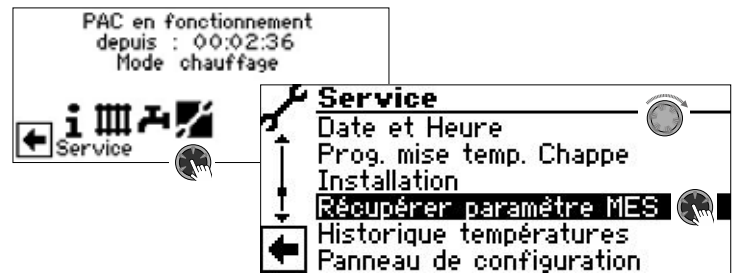 PAC en fonctionnement
depuis : 00:02:36
Mode chauffage
Service
Service
Date et Heure
Prog. mise temp. Chappe
Installation
Récupérer paramétre MES
Historique températures
Panneau de configuration